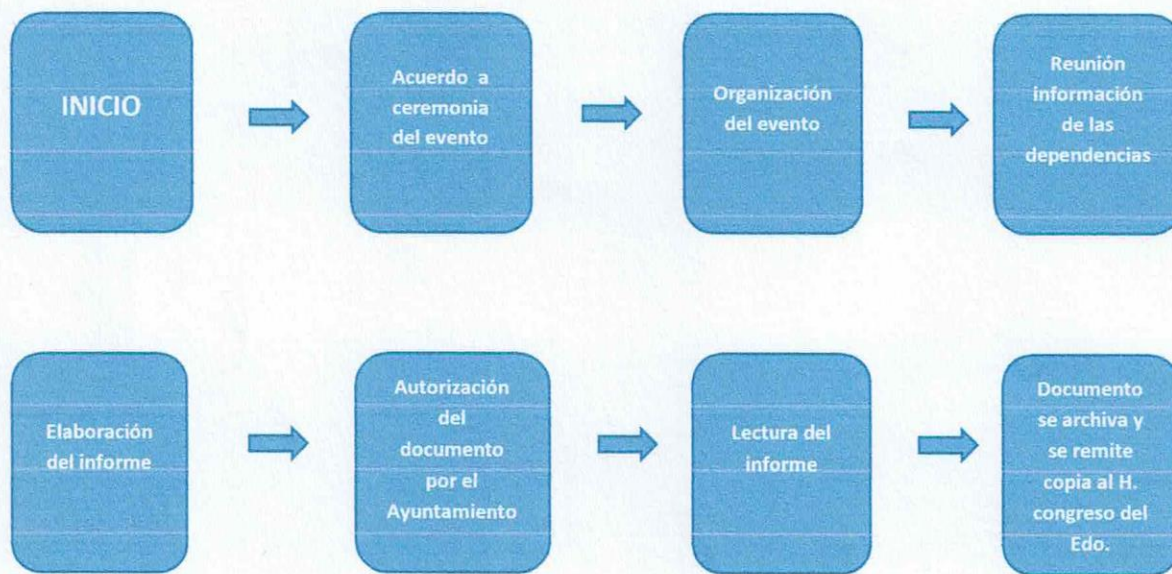 INICIO
Acuerdo a
ceremonia
del evento
Organización
del evento
Reunión
información
de las
dependencias
Elaboración
del informe
Autorización
del
documento
por el
Ayuntamiento
Lectura del
informe
Documento
se archiva y
se remite
copia al H.
congreso del
Edo.